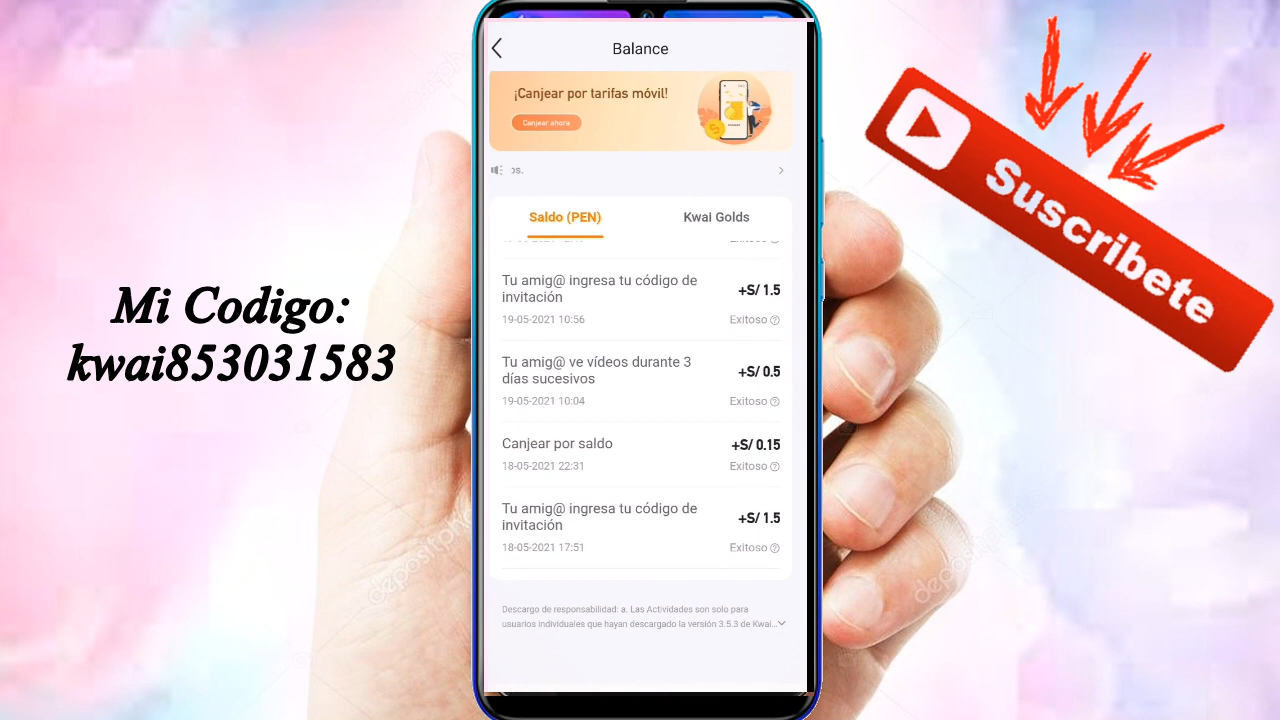 Balance
¡Canjear por tarifas móvil!
Canjear ahora
os.
Saldo (PEN)
Kwai Golds
Tu amig@ ingresa tu código de
invitación
+S/ 1.5
19-05-2021 10:56
Exitoso
Tu amig@ ve vídeos durante 3
días sucesivos
+S/ 0.5
19-05-2021 10:04
Exitoso
Canjear por saldo
+S/ 0.15
18-05-2021 22:31
Exitoso
Tu amig@ ingresa tu código de
invitación
+S/ 1.5
18-05-2021 17:51
Exitoso
Descargo de responsabilidad: a. Las Actividades son solo para
usuarios individuales que hayan descargado la versión 3.5.3 de Kwai...
Mi Codigo:
kwai853031583
Suscribete
depositphotos